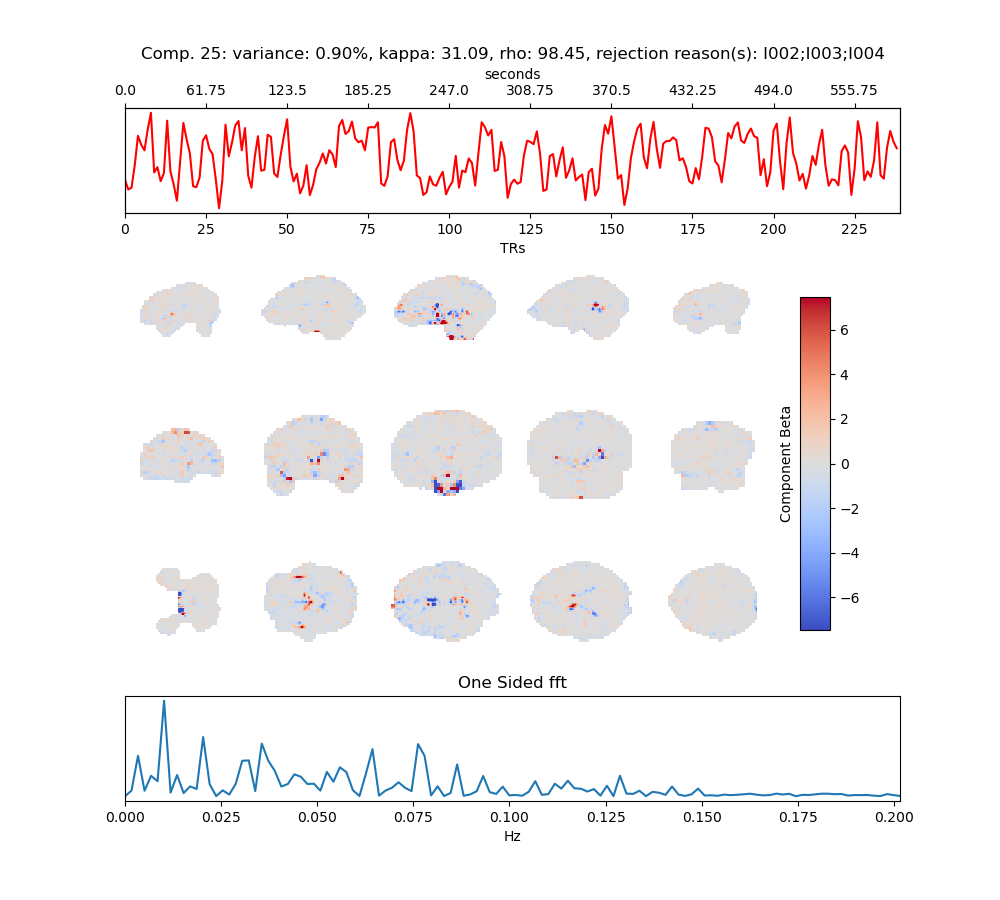 Comp. 25: variance: 0.90%, kappa: 31.09, rho: 98.45, rejection reason(s): I002;I003;I004
seconds
0.0 61.75 123.5 185.25 247.0 308.75 370.5 432.25 494.0 555.75
0 25 50 75 100 125 150 175 200 225
TRs
6
4
2
0
−2
−4
−6
Component Beta
One Sided fft
0.000 0.025 0.050 0.075 0.100 0.125 0.150 0.175 0.200
Hz